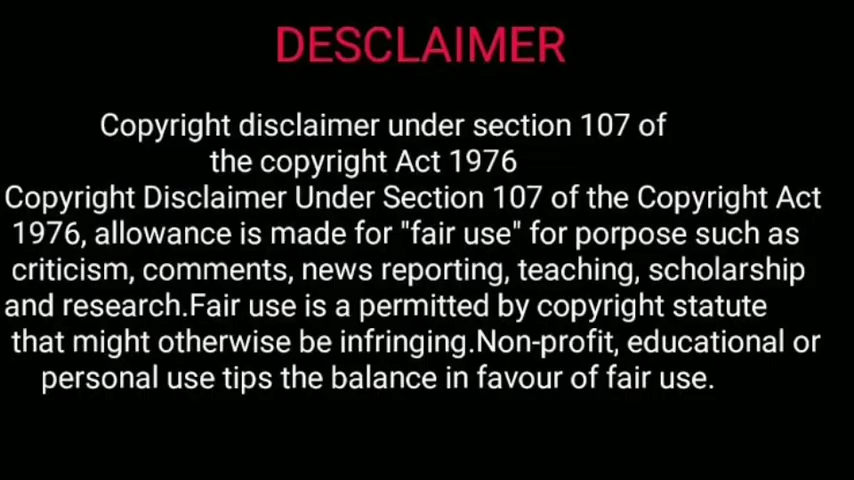 DESCLAIMER
Copyright disclaimer under section 107 of
the copyright Act 1976
Copyright Disclaimer Under Section 107 of the Copyright Act
1976, allowance is made for "fair use" for porpose such as
criticism, comments, news reporting, teaching, scholarship
and research.Fair use is a permitted by copyright statute
that might otherwise be infringing.Non-profit, educational or
personal use tips the balance in favour of fair use.